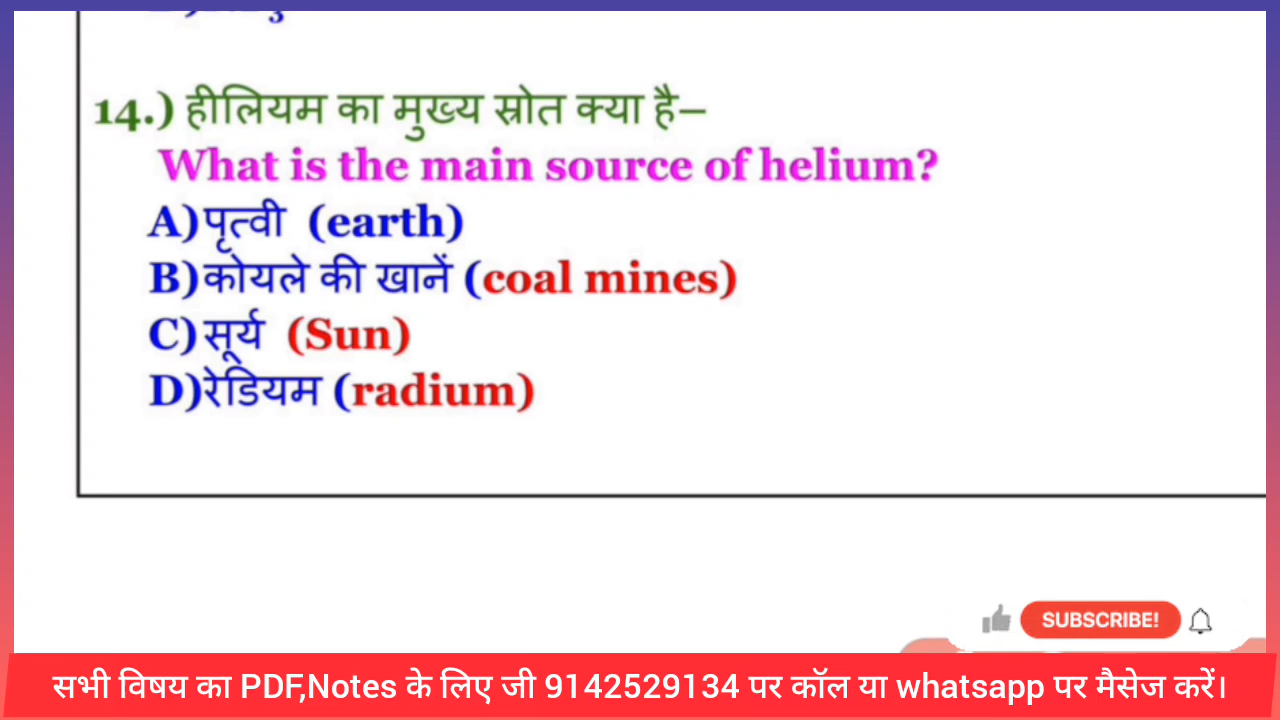 14.) हीलियम का मुख्य स्रोत क्या है–
What is the main source of helium?
A)पृत्वी (earth)
B)कोयले की खानें (coal mines)
C)सूर्य (Sun)
D)रेडियम (radium)
SUBSCRIBE!
सभी विषय का PDF,Notes के लिए जी 9142529134 पर कॉल या whatsapp पर मैसेज करें।